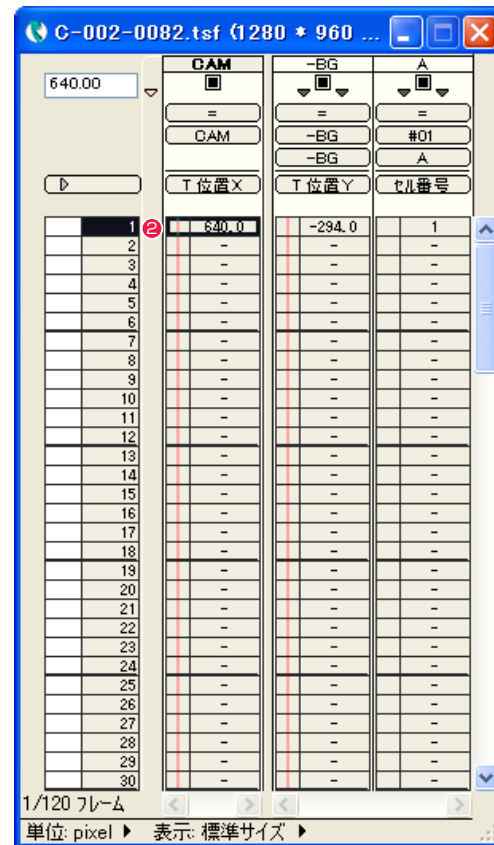 C-002-0082.tsf (1280 * 960 ...
CAM -BG A
640.00
= = =
CAM -BG #01
-BG A
T 位置X T 位置Y セル番号
1 2 640.0 -294.0 1
2 - - -
3 - - -
4 - - -
5 - - -
6 - - -
7 - - -
8 - - -
9 - - -
10 - - -
11 - - -
12 - - -
13 - - -
14 - - -
15 - - -
16 - - -
17 - - -
18 - - -
19 - - -
20 - - -
21 - - -
22 - - -
23 - - -
24 - - -
25 - - -
26 - - -
27 - - -
28 - - -
29 - - -
30 - - -
1/120 フレーム
単位: pixel 表示: 標準サイズ